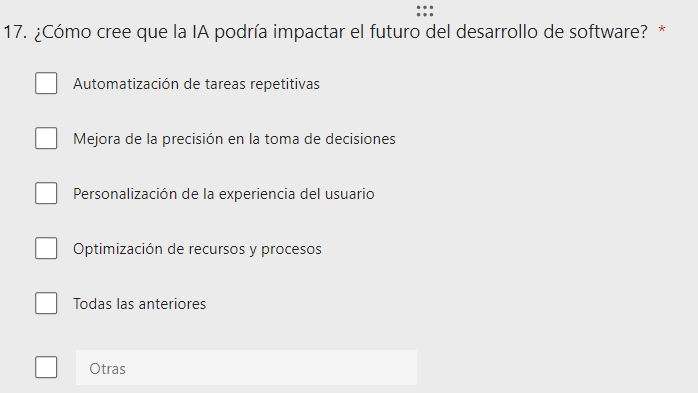 17. ¿Cómo cree que la IA podría impactar el futuro del desarrollo de software? *
Automatización de tareas repetitivas
Mejora de la precisión en la toma de decisiones
Personalización de la experiencia del usuario
Optimización de recursos y procesos
Todas las anteriores
Otras